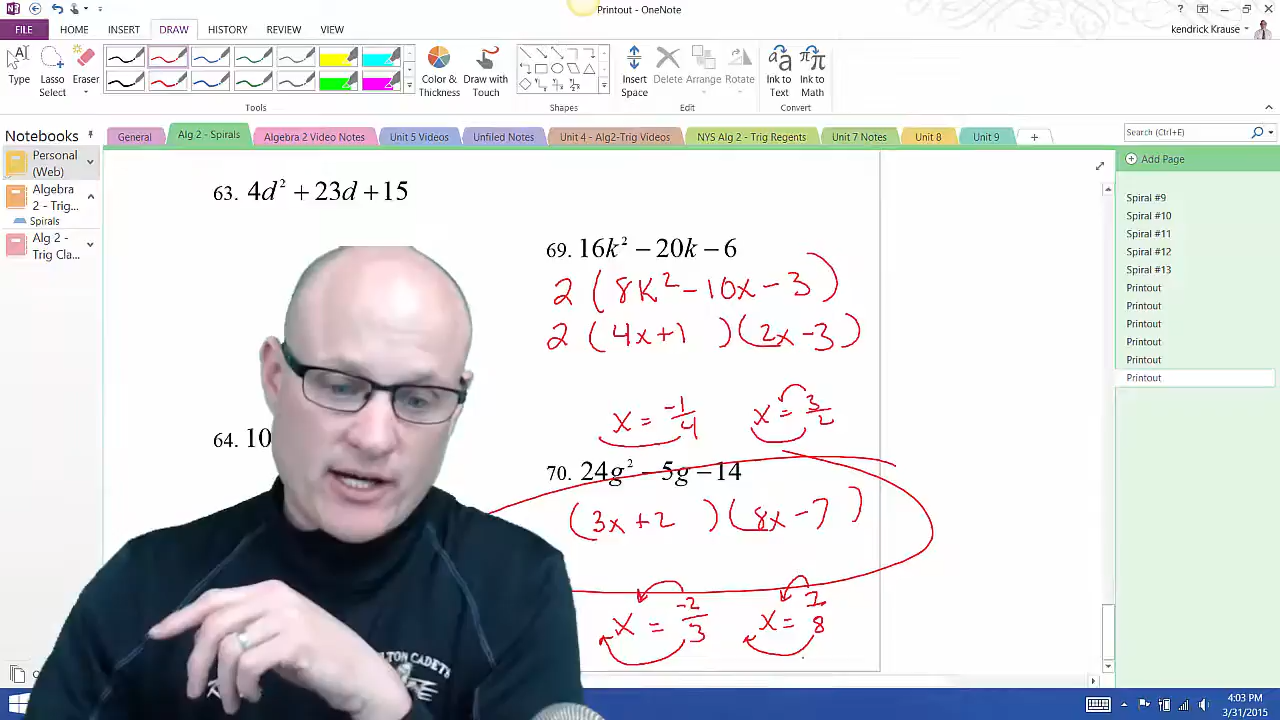 Printout - OneNote
FILE HOME INSERT DRAW HISTORY REVIEW VIEW
kendrick Krause
Type
Lasso Select
Eraser
Color & Thickness
Draw with Touch
Insert Space
Delete
Arrange
Rotate
Ink to Text
Ink to Math
Tools
Shapes
Edit
Convert
Notebooks
General
Alg 2 - Spirals
Algebra 2 Video Notes
Unit 5 Videos
Unfiled Notes
Unit 4 - Alg2-Trig Videos
NYS Alg 2 - Trig Regents
Unit 7 Notes
Unit 8
Unit 9
Search (Ctrl+E)
Personal (Web)
Algebra 2 - Trig...
Spirals
Alg 2 - Trig Cla...
Add Page
Spiral #9
Spiral #10
Spiral #11
Spiral #12
Spiral #13
Printout
Printout
Printout
Printout
Printout
Printout
63. 4d² + 23d + 15
69. 16k² − 20k − 6
2 (8k² − 10x − 3)
2 (4x+1)(2x−3)
x = -1/4 x = 3/2
64. 10
70. 24g² − 5g − 14
(3x+2)(8x−7)
x = -2/3 x = 7/8
CADETS
4:03 PM
3/31/2015